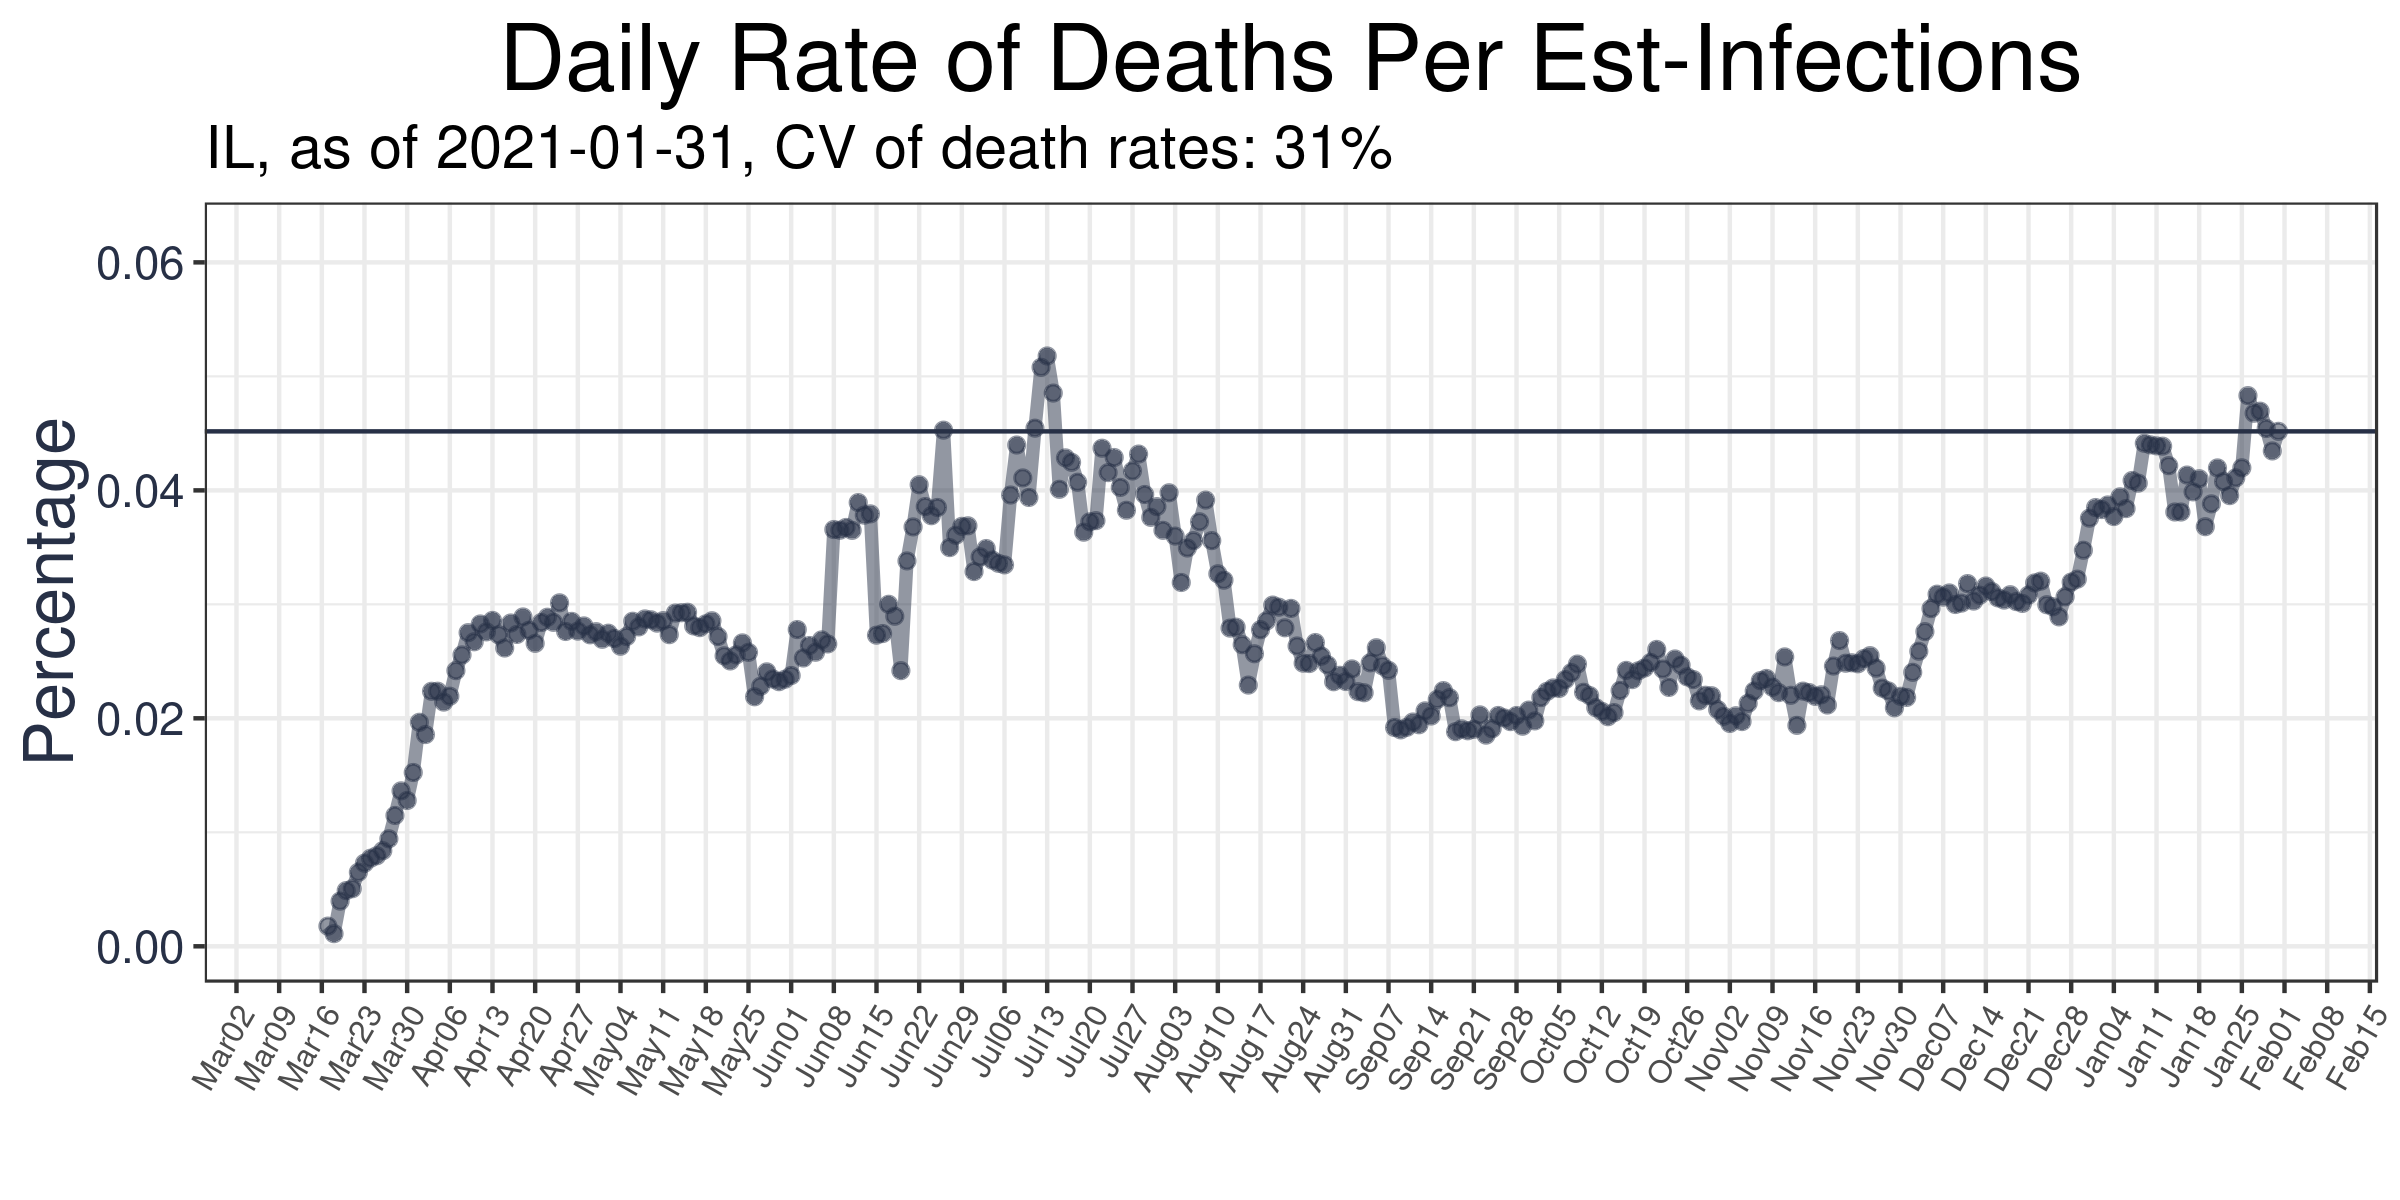 Daily Rate of Deaths Per Est-Infections
IL, as of 2021-01-31, CV of death rates: 31%
Percentage
0.06
0.04
0.02
0.00
Mar02 Mar09 Mar16 Mar23 Mar30 Apr06 Apr13 Apr20 Apr27 May04 May11 May18 May25 Jun01 Jun08 Jun15 Jun22 Jun29 Jul06 Jul13 Jul20 Jul27 Aug03 Aug10 Aug17 Aug24 Aug31 Sep07 Sep14 Sep21 Sep28 Oct05 Oct12 Oct19 Oct26 Nov02 Nov09 Nov16 Nov23 Nov30 Dec07 Dec14 Dec21 Dec28 Jan04 Jan11 Jan18 Jan25 Feb01 Feb08 Feb15